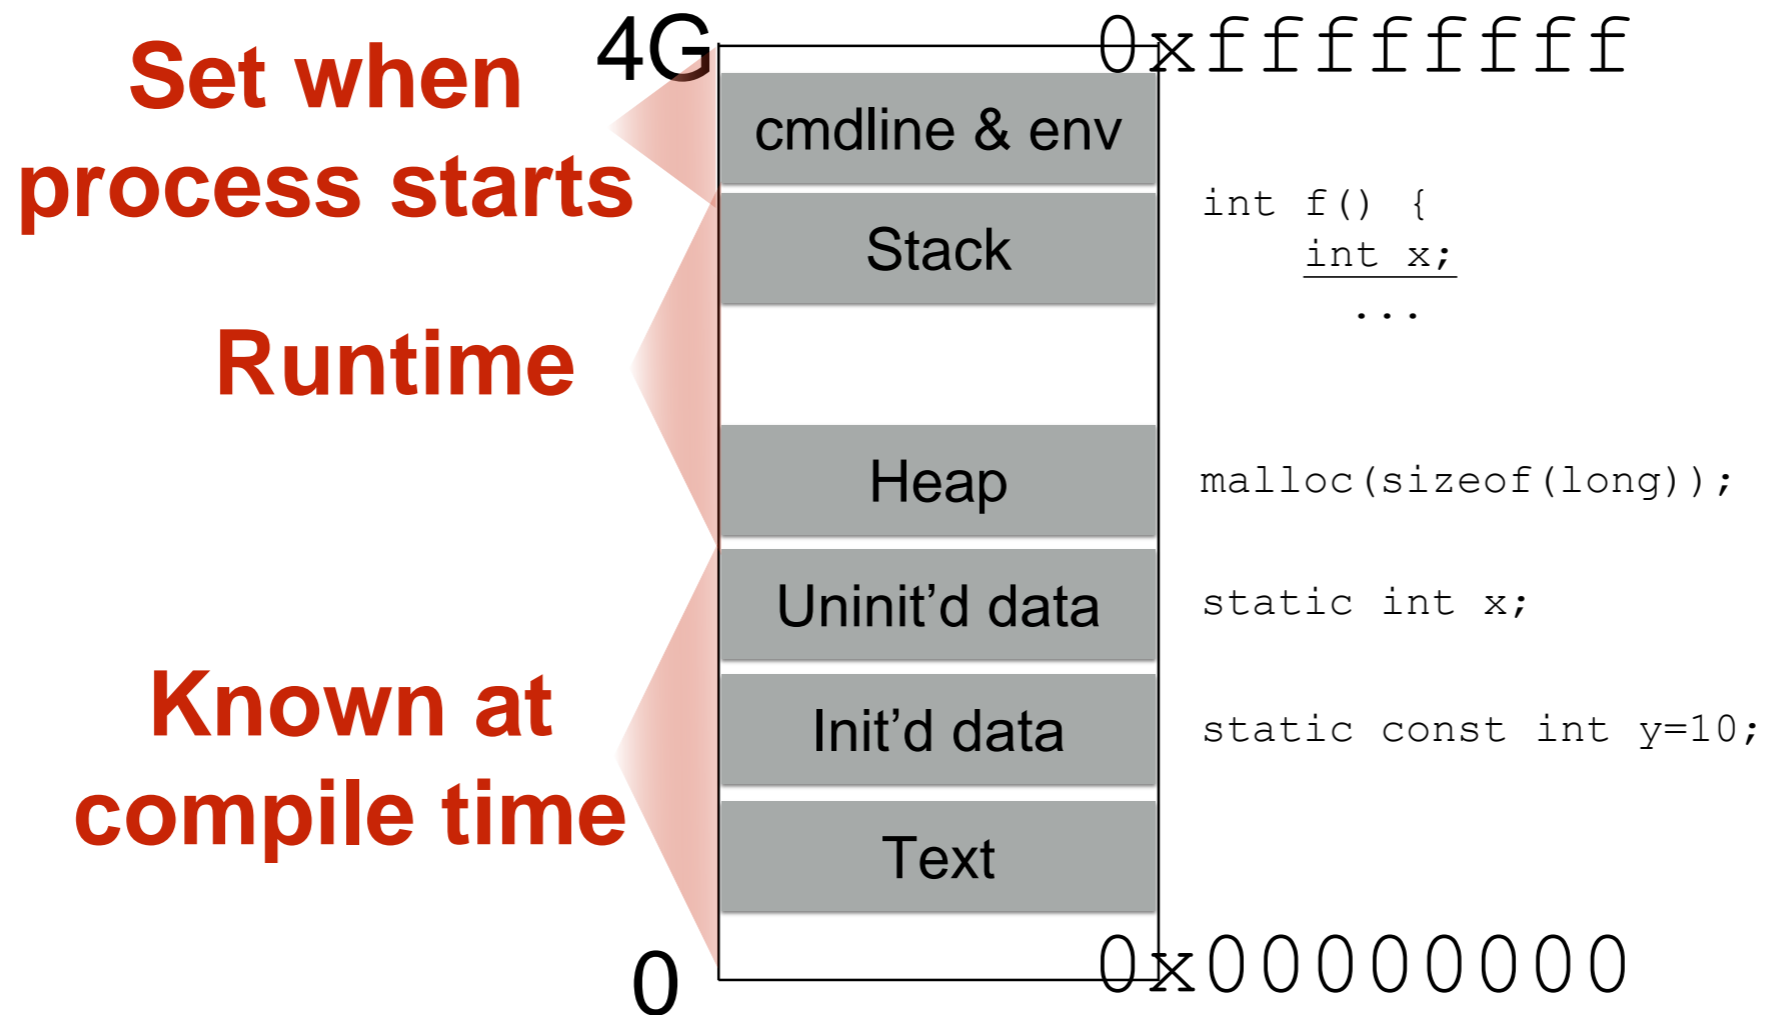 4G
0xffffffff
Set when
process starts
cmdline & env
Stack
int f() {
int x;
...
Runtime
Heap
malloc(sizeof(long));
Uninit’d data
static int x;
Known at
compile time
Init’d data
static const int y=10;
Text
0
0x00000000